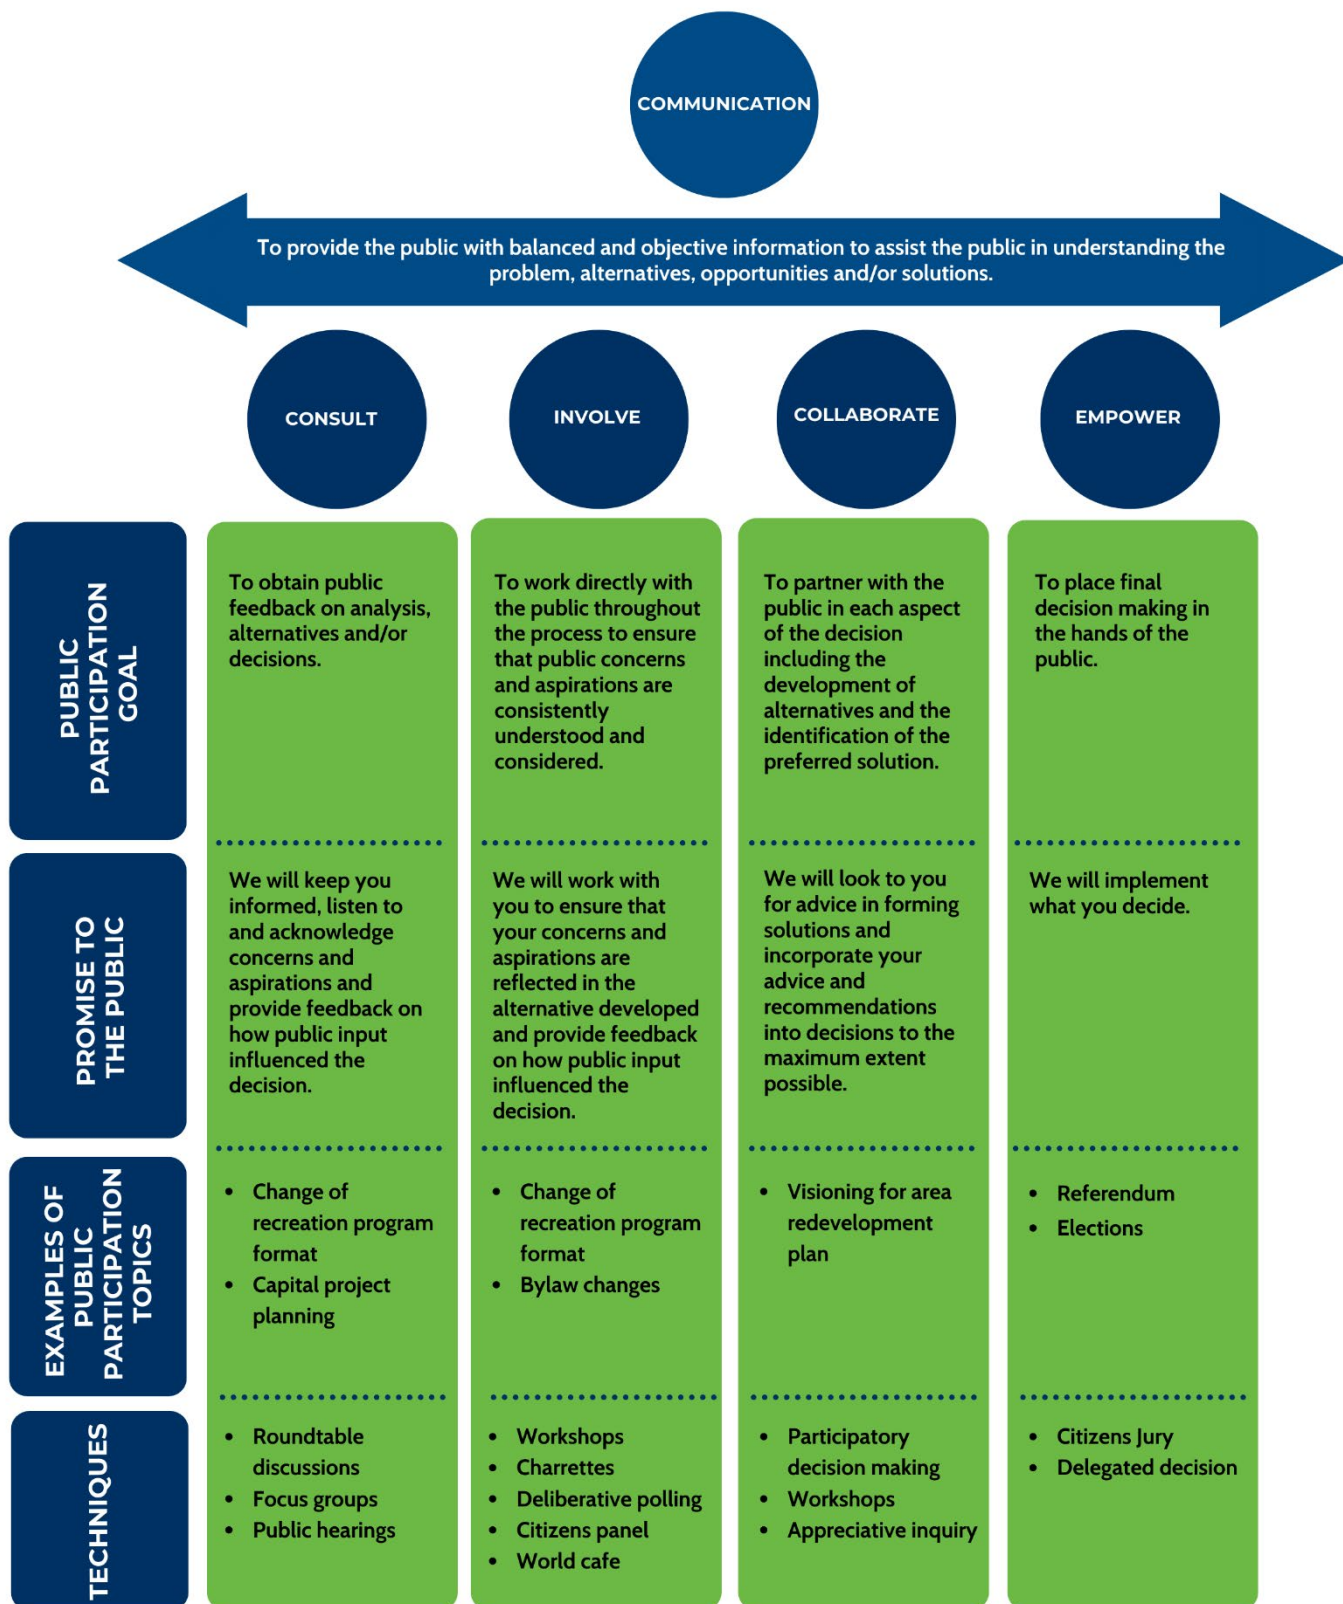 COMMUNICATION
To provide the public with balanced and objective information to assist the public in understanding the
problem, alternatives, opportunities and/or solutions.
CONSULT
INVOLVE
COLLABORATE
EMPOWER
PUBLIC
PARTICIPATION
GOAL
To obtain public
feedback on analysis,
alternatives and/or
decisions.
To work directly with
the public throughout
the process to ensure
that public concerns
and aspirations are
consistently
understood and
considered.
To partner with the
public in each aspect
of the decision
including the
development of
alternatives and the
identification of the
preferred solution.
To place final
decision making in
the hands of the
public.
PROMISE TO
THE PUBLIC
We will keep you
informed, listen to
and acknowledge
concerns and
aspirations and
provide feedback on
how public input
influenced the
decision.
We will work with
you to ensure that
your concerns and
aspirations are
reflected in the
alternative developed
and provide feedback
on how public input
influenced the
decision.
We will look to you
for advice in forming
solutions and
incorporate your
advice and
recommendations
into decisions to the
maximum extent
possible.
We will implement
what you decide.
EXAMPLES OF
PUBLIC
PARTICIPATION
TOPICS
• Change of
recreation program
format
• Capital project
planning
• Change of
recreation program
format
• Bylaw changes
• Visioning for area
redevelopment
plan
• Referendum
• Elections
TECHNIQUES
• Roundtable
discussions
• Focus groups
• Public hearings
• Workshops
• Charrettes
• Deliberative polling
• Citizens panel
• World cafe
• Participatory
decision making
• Workshops
• Appreciative inquiry
• Citizens Jury
• Delegated decision